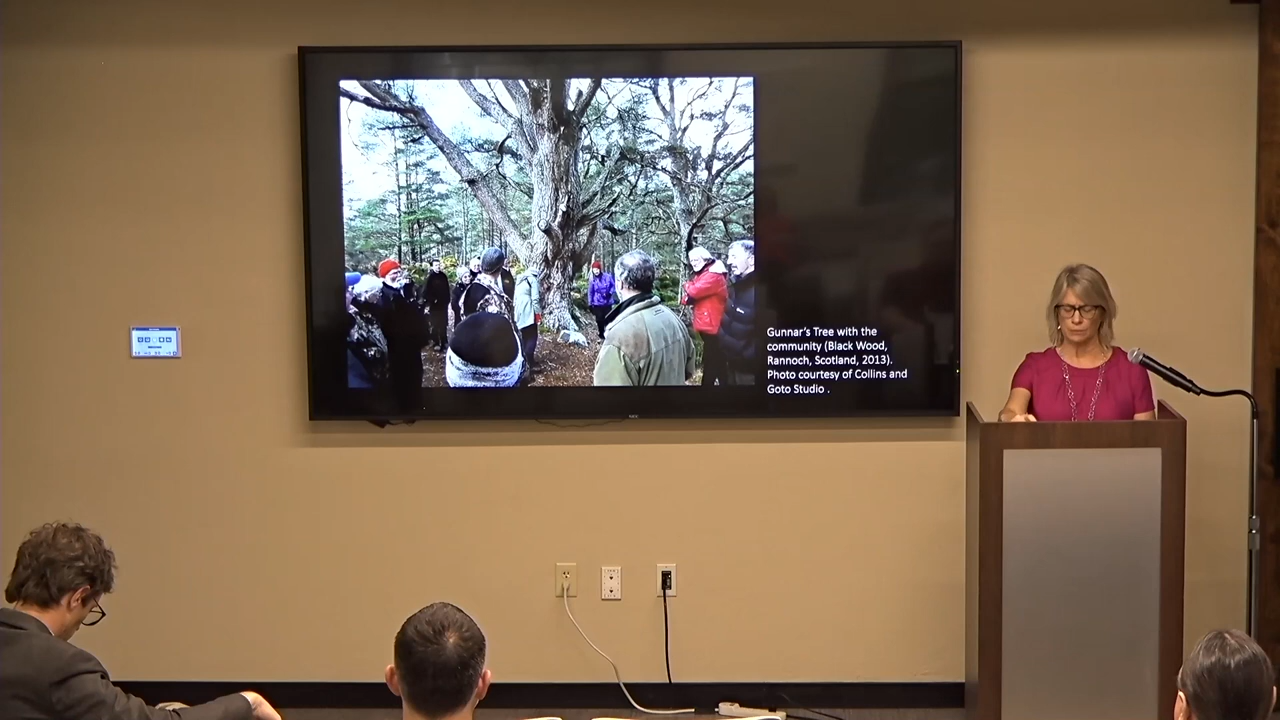 Gunnar's Tree with the
community (Black Wood,
Rannoch, Scotland, 2013).
Photo courtesy of Collins and
Goto Studio .